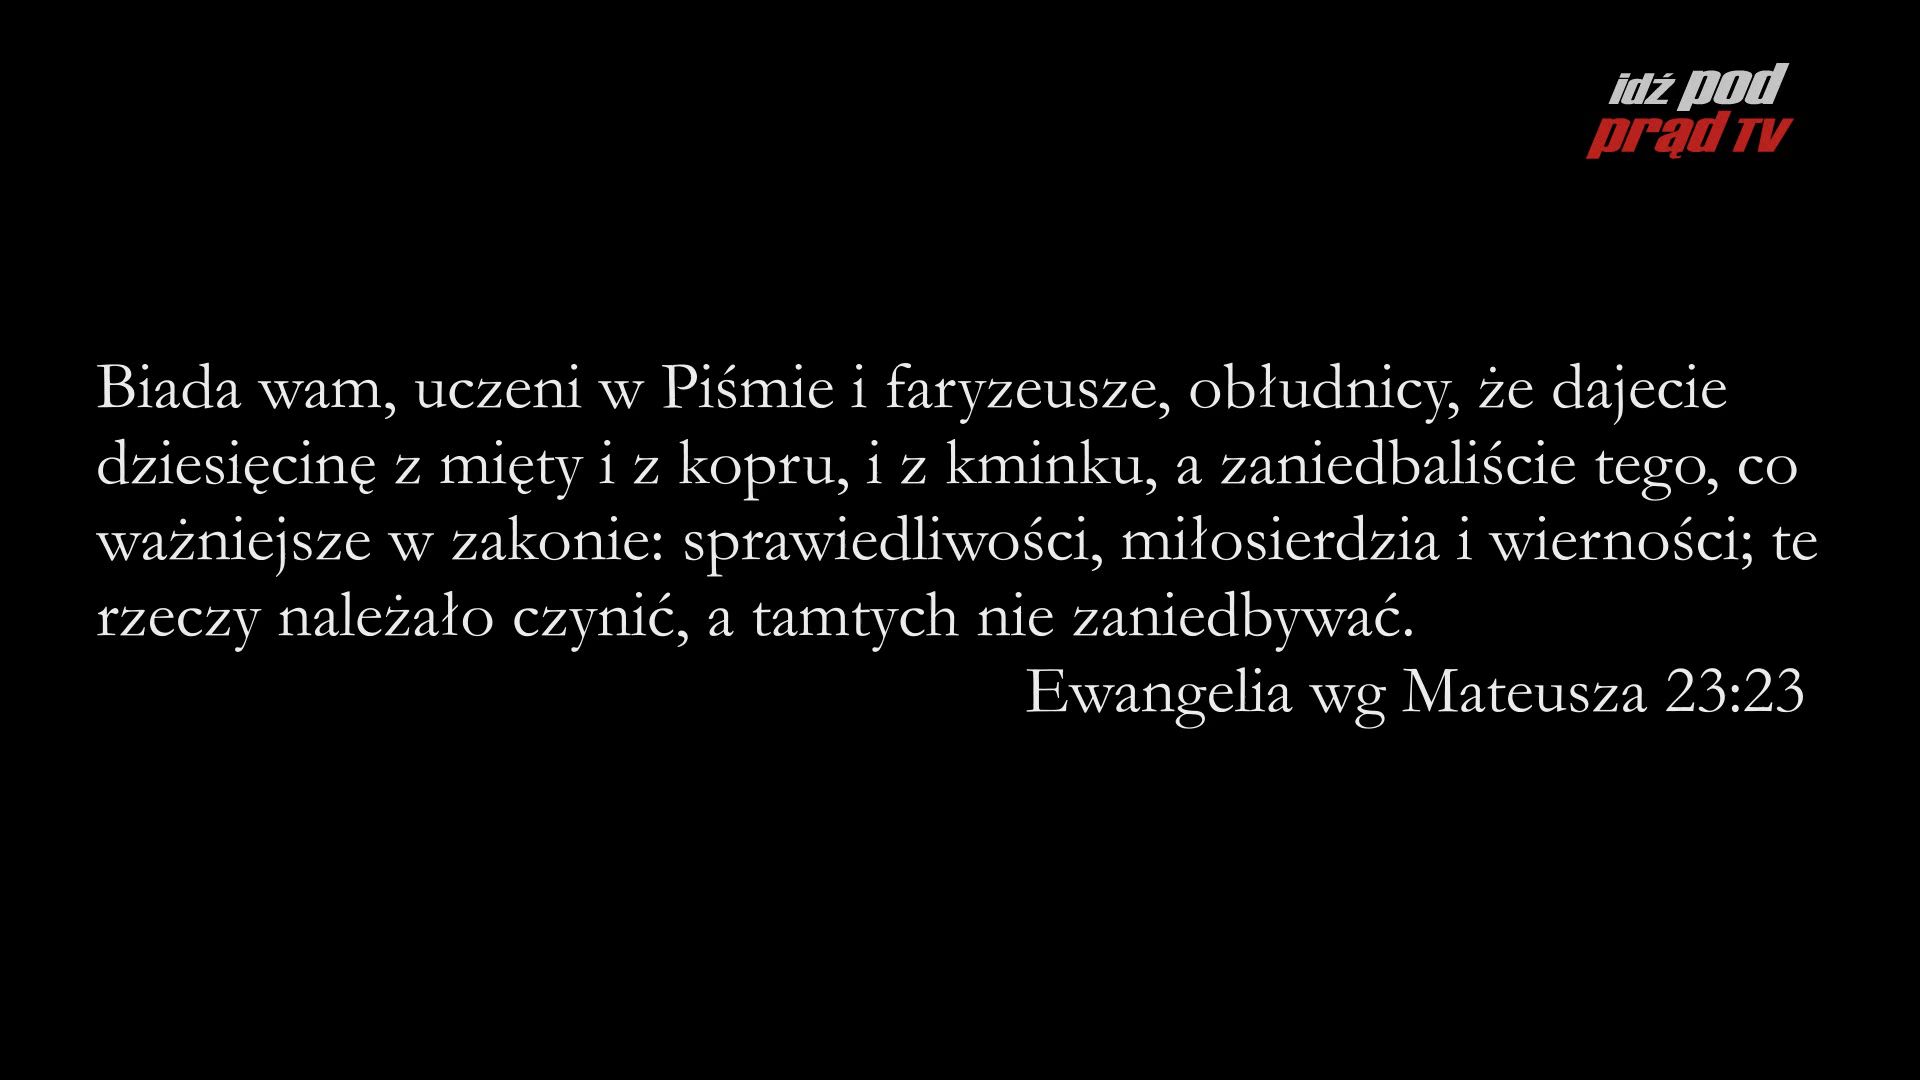 idź pod
prąd TV
Biada wam, uczeni w Piśmie i faryzeusze, obłudnicy, że dajecie
dziesięcinę z mięty i z kopru, i z kminku, a zaniedbaliście tego, co
ważniejsze w zakonie: sprawiedliwości, miłosierdzia i wierności; te
rzeczy należało czynić, a tamtych nie zaniedbywać.
Ewangelia wg Mateusza 23:23